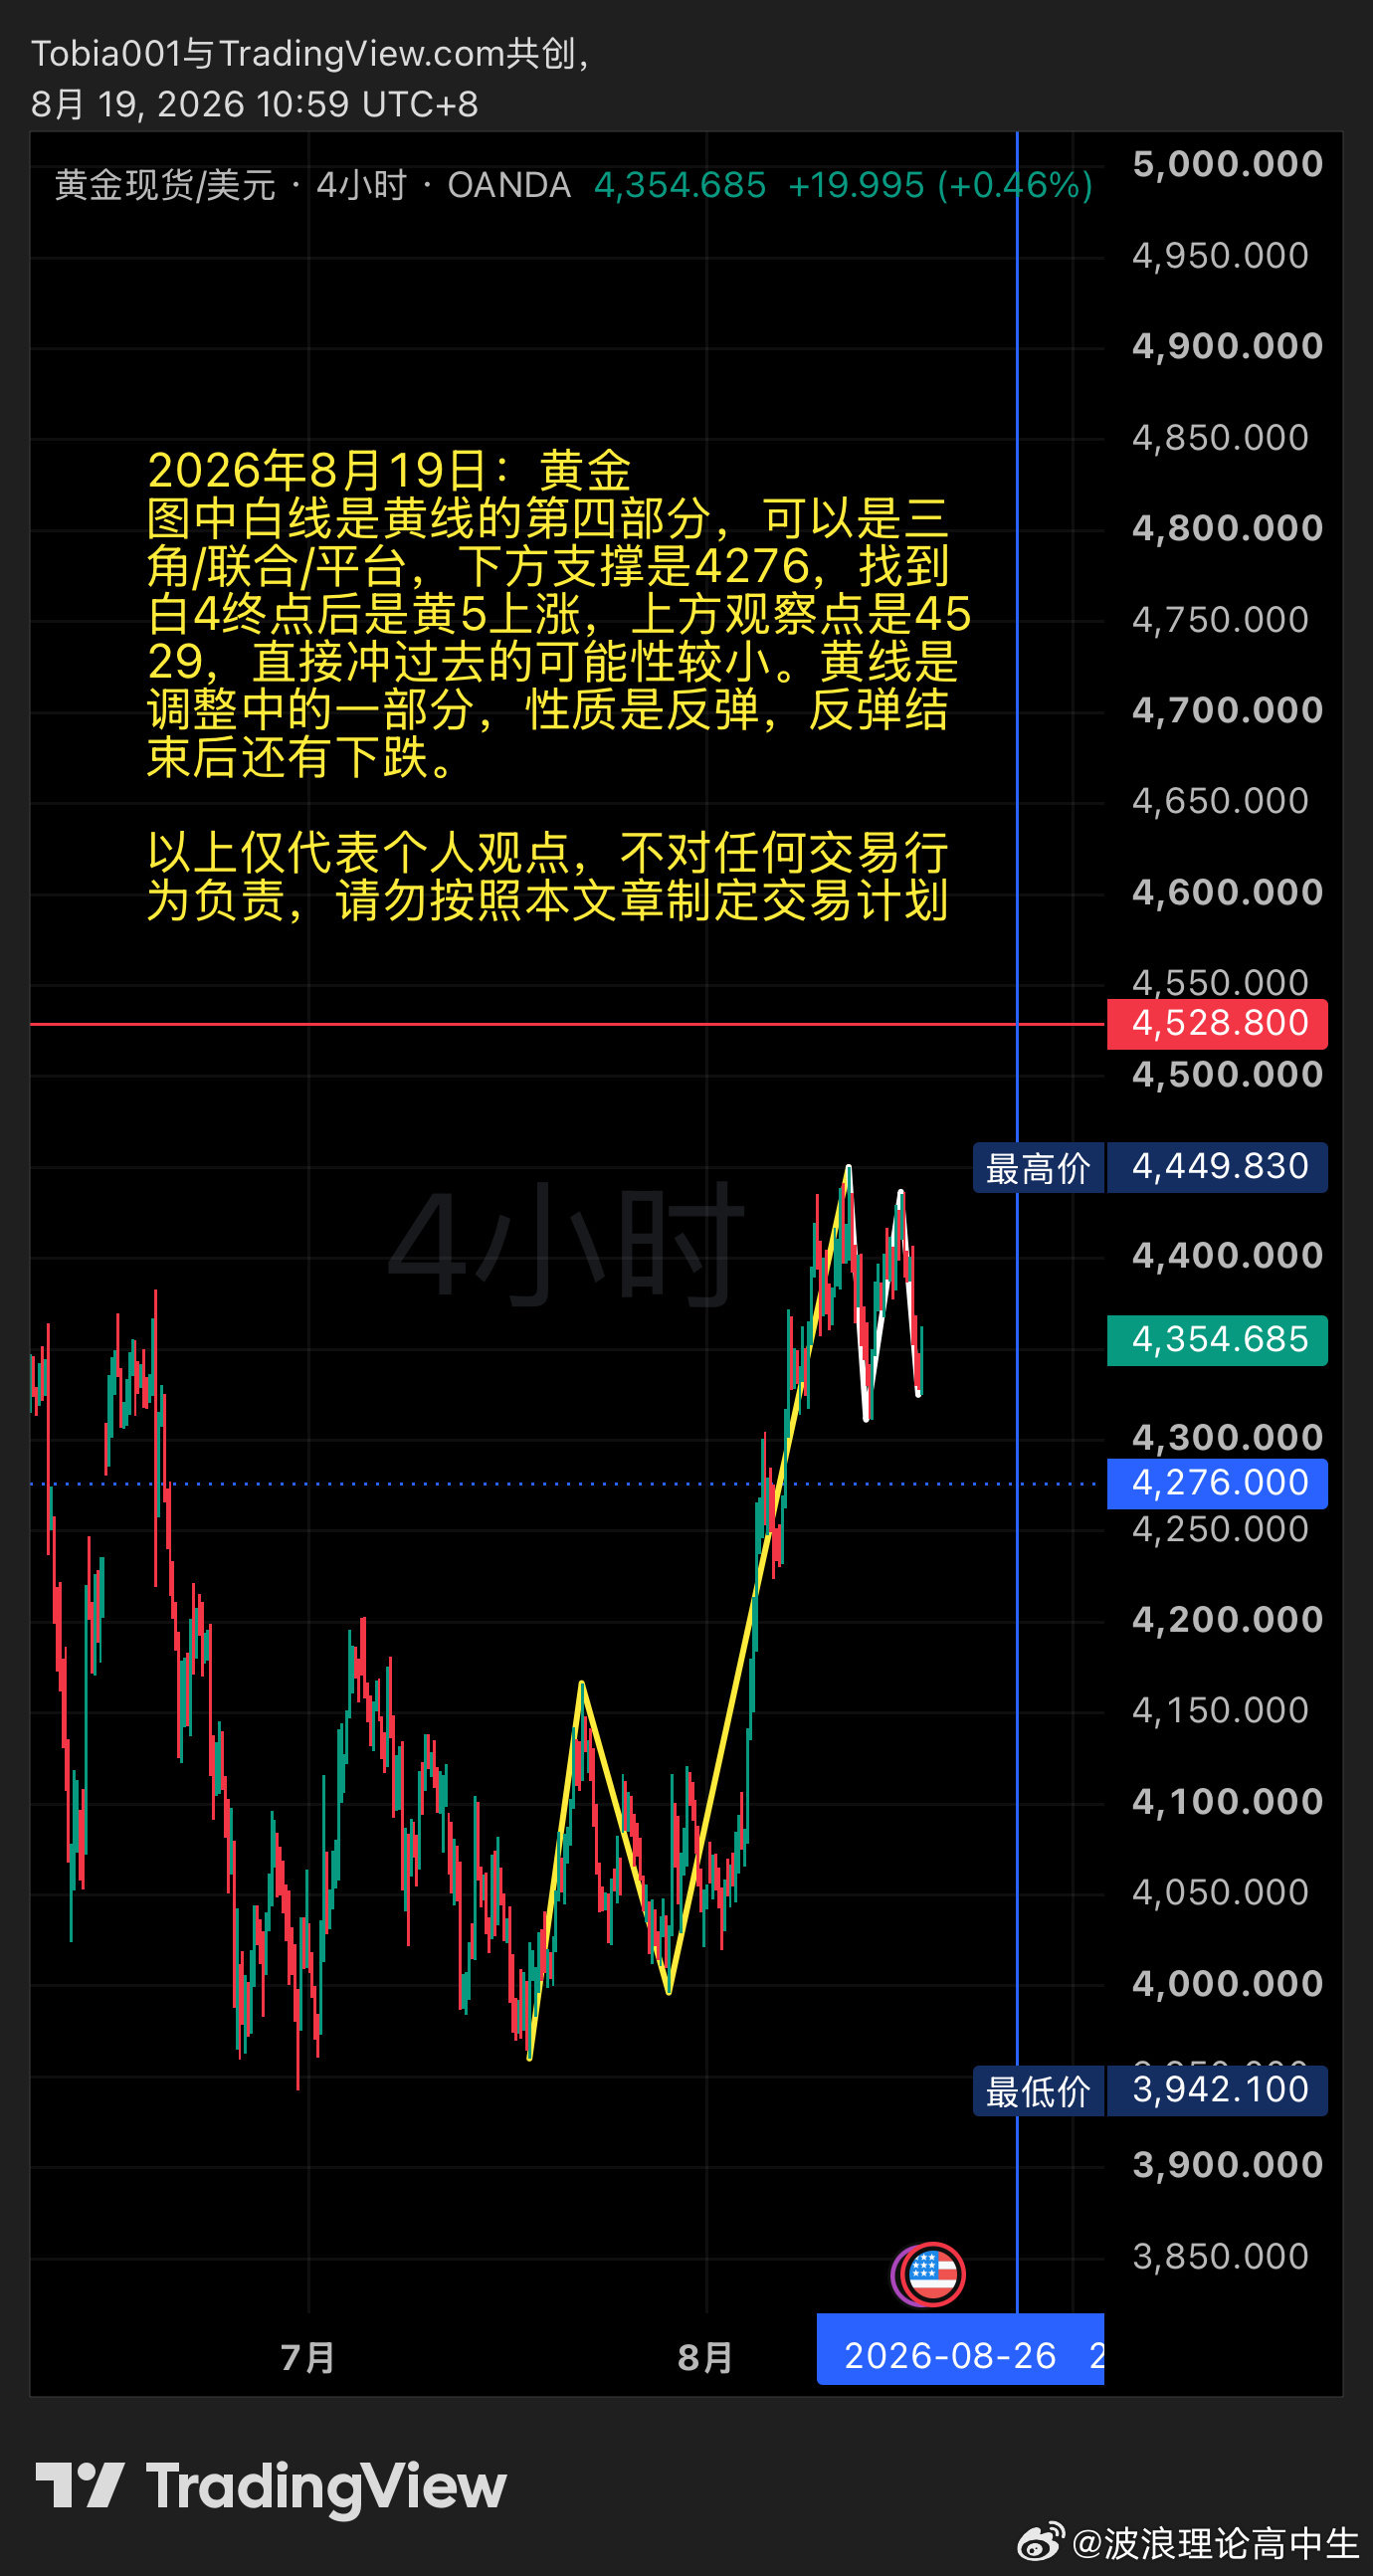 Tobia001与TradingView.com共创,
8月 19, 2026 10:59 UTC+8
黄金现货/美元 · 4小时 · OANDA 4,354.685 +19.995 (+0.46%)
5,000.000
4,950.000
4,900.000
4,850.000
2026年8月19日：黄金
图中白线是黄线的第四部分，可以是三
角/联合/平台，下方支撑是4276，找到
白4终点后是黄5上涨，上方观察点是45
29，直接冲过去的可能性较小。黄线是
调整中的一部分，性质是反弹，反弹结
束后还有下跌。
以上仅代表个人观点，不对任何交易行
为负责，请勿按照本文章制定交易计划
4,800.000
4,750.000
4,700.000
4,650.000
4,600.000
4,550.000
4,528.800
4,500.000
最高价 4,449.830
4小时
4,400.000
4,354.685
4,300.000
4,276.000
4,250.000
4,200.000
4,150.000
4,100.000
4,050.000
4,000.000
最低价 3,942.100
3,900.000
3,850.000
7月
8月
2026-08-26
TradingView
@波浪理论高中生